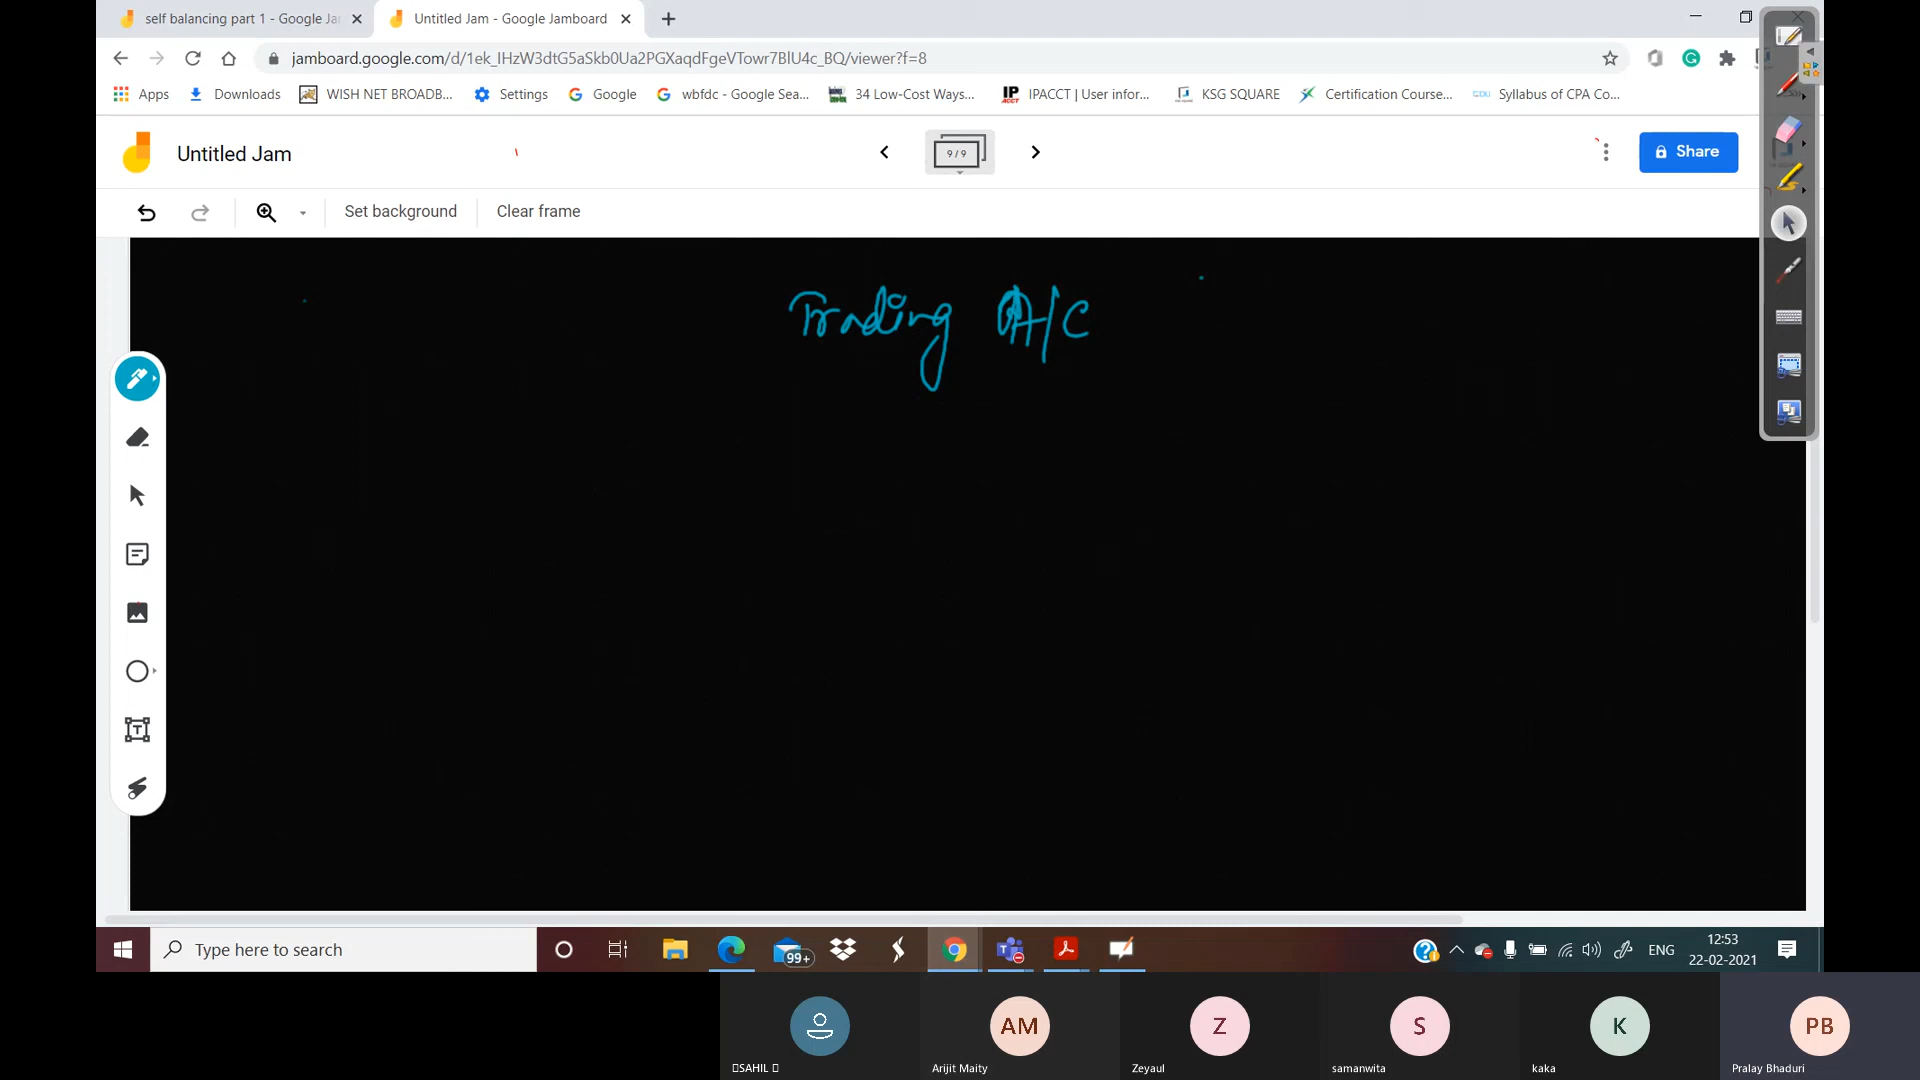 self balancing part 1 - Google Ja
Untitled Jam - Google Jamboard
jamboard.google.com/d/1ek_IHzW3dtG5aSkb0Ua2PGXaqdFgeVTowr7BlU4c_BQ/viewer?f=8
Apps Downloads WISH NET BROADB... Settings Google wbfdc - Google Sea... 34 Low-Cost Ways... IPACCT | User infor... KSG SQUARE Certification Course... Syllabus of CPA Co...
Untitled Jam
9 / 9
Share
Set background Clear frame
Trading A/C
Type here to search
99+
ENG
12:53
22-02-2021
AM Z S K PB
SAHIL Arijit Maity Zeyaul samanwita kaka Pralay Bhaduri